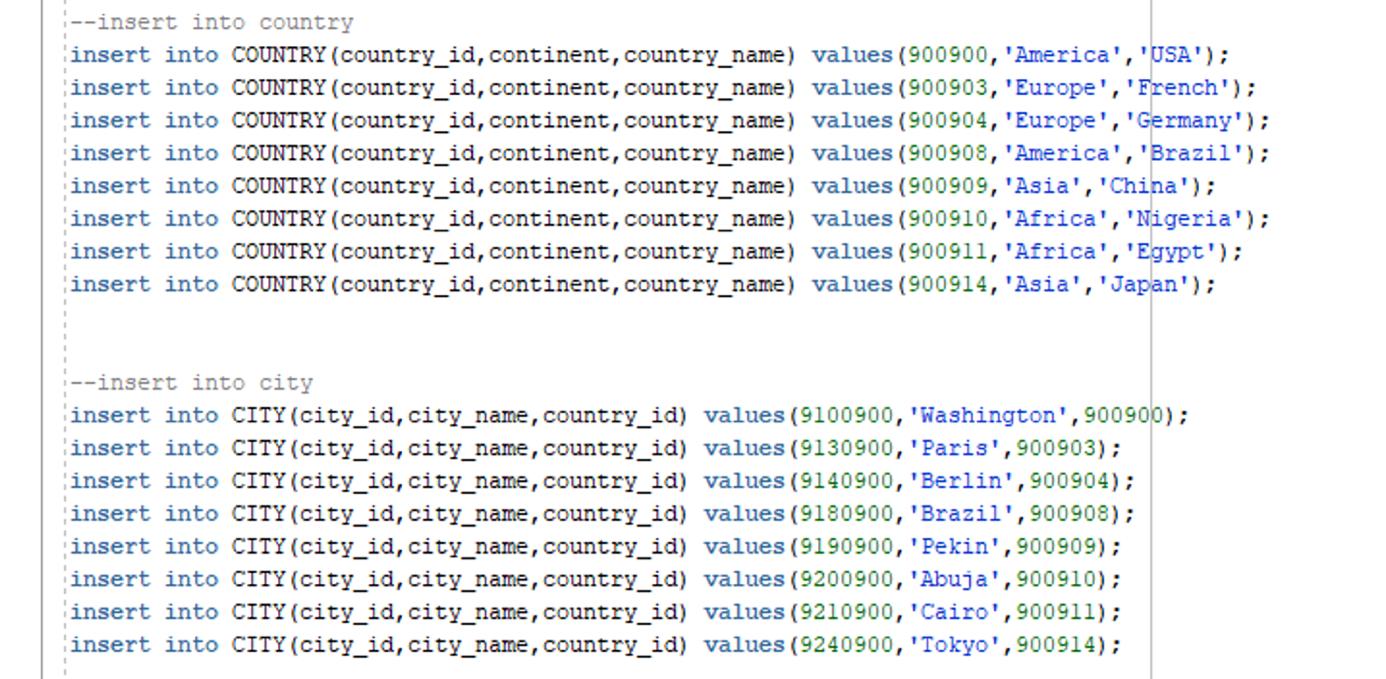 --insert into country
insert into COUNTRY(country_id,continent,country_name) values(900900,'America','USA');
insert into COUNTRY(country_id,continent,country_name) values(900903,'Europe','French');
insert into COUNTRY(country_id,continent,country_name) values(900904,'Europe','Germany');
insert into COUNTRY(country_id,continent,country_name) values(900908,'America','Brazil');
insert into COUNTRY(country_id,continent,country_name) values(900909,'Asia','China');
insert into COUNTRY(country_id,continent,country_name) values(900910,'Africa','Nigeria');
insert into COUNTRY(country_id,continent,country_name) values(900911,'Africa','Egypt');
insert into COUNTRY(country_id,continent,country_name) values(900914,'Asia','Japan');
--insert into city
insert into CITY(city_id,city_name,country_id) values(9100900,'Washington',900900);
insert into CITY(city_id,city_name,country_id) values(9130900,'Paris',900903);
insert into CITY(city_id,city_name,country_id) values(9140900,'Berlin',900904);
insert into CITY(city_id,city_name,country_id) values(9180900,'Brazil',900908);
insert into CITY(city_id,city_name,country_id) values(9190900,'Pekin',900909);
insert into CITY(city_id,city_name,country_id) values(9200900,'Abuja',900910);
insert into CITY(city_id,city_name,country_id) values(9210900,'Cairo',900911);
insert into CITY(city_id,city_name,country_id) values(9240900,'Tokyo',900914);